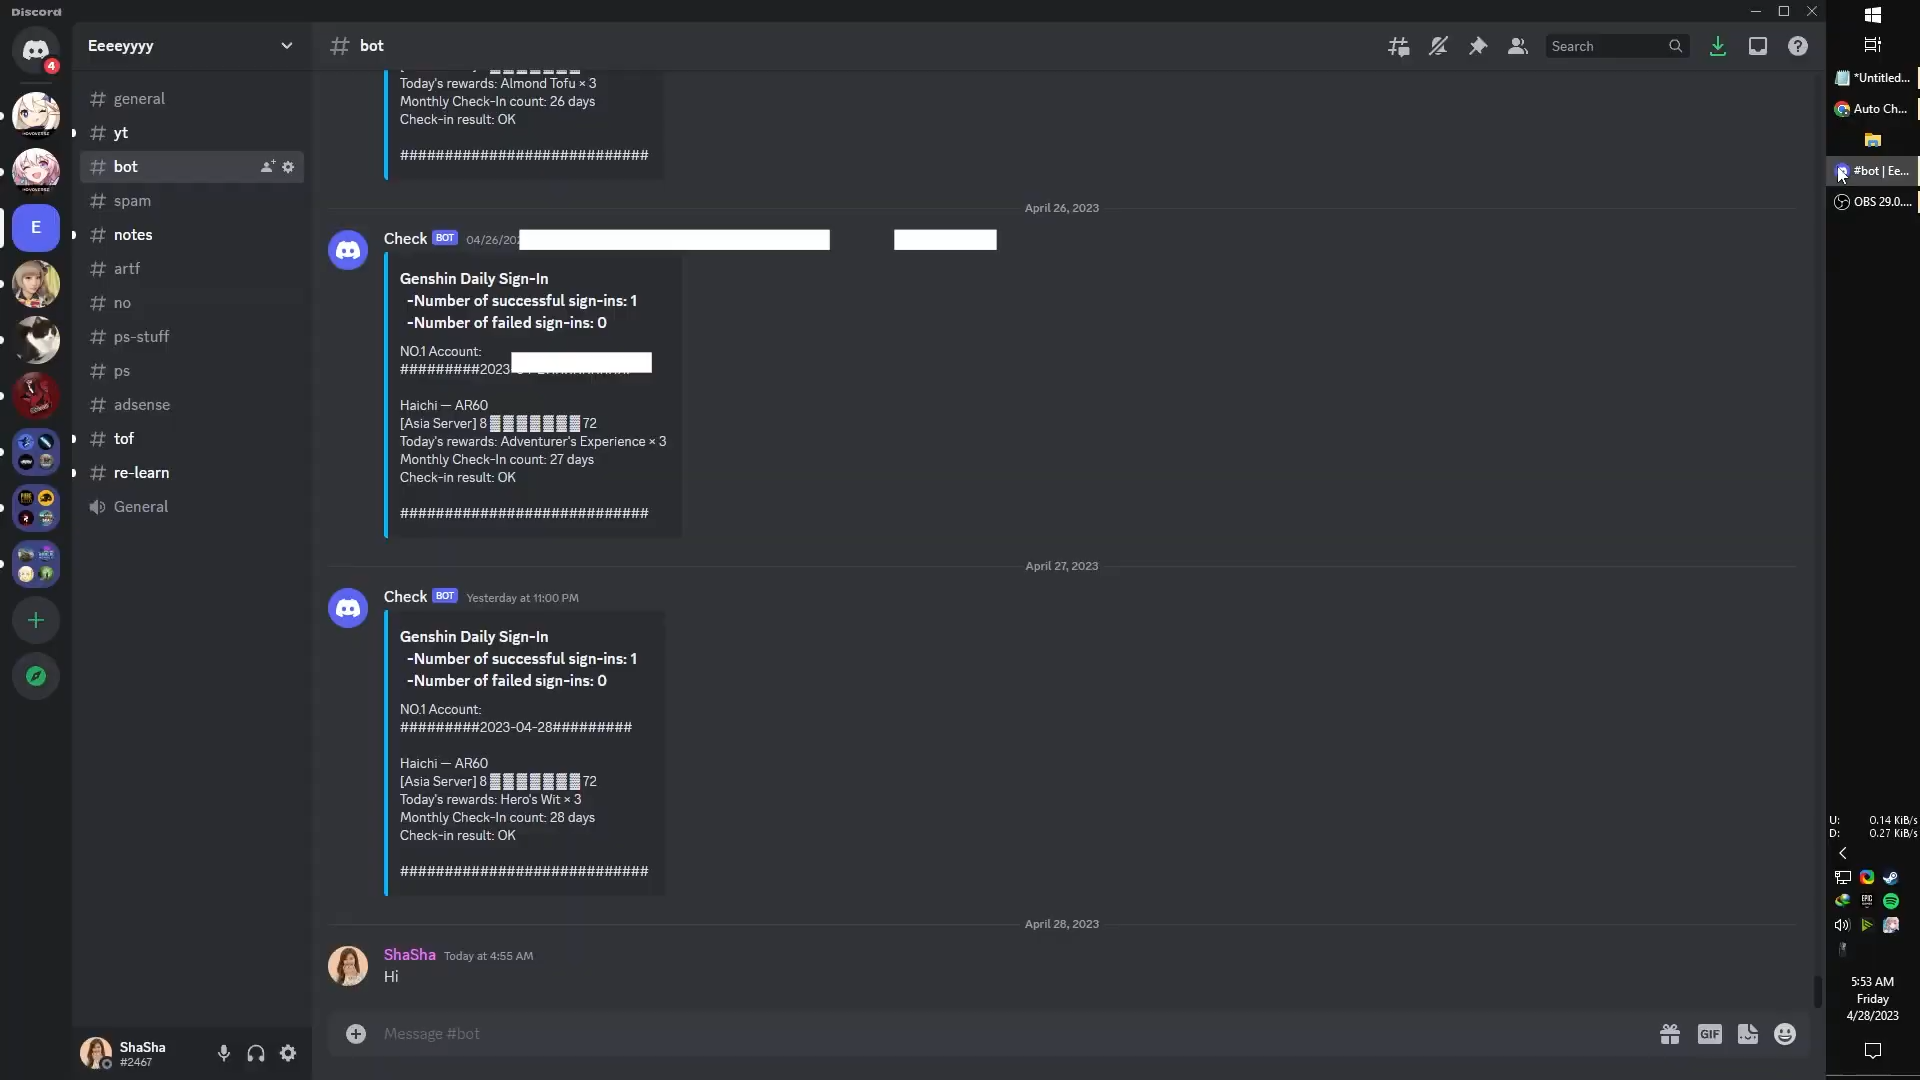 Discord
4
HOYOVERSE
HOYOVERSE
E
Eeeeyyyy
general
yt
bot
spam
notes
artf
no
ps-stuff
ps
adsense
tof
re-learn
General
ShaSha
#2467
# bot
Search
Today's rewards: Almond Tofu × 3
Monthly Check-In count: 26 days
Check-in result: OK
############################
April 26, 2023
Check BOT 04/26/202
Genshin Daily Sign-In
-Number of successful sign-ins: 1
-Number of failed sign-ins: 0
NO.1 Account:
#########2023-
Haichi — AR60
[Asia Server] 8▓▓▓▓▓▓▓72
Today's rewards: Adventurer's Experience × 3
Monthly Check-In count: 27 days
Check-in result: OK
############################
April 27, 2023
Check BOT Yesterday at 11:00 PM
Genshin Daily Sign-In
-Number of successful sign-ins: 1
-Number of failed sign-ins: 0
NO.1 Account:
#########2023-04-28#########
Haichi — AR60
[Asia Server] 8▓▓▓▓▓▓▓72
Today's rewards: Hero's Wit × 3
Monthly Check-In count: 28 days
Check-in result: OK
############################
April 28, 2023
ShaSha Today at 4:55 AM
Hi
Message #bot
GIF
*Untitled...
Auto Ch...
#bot | Ee...
OBS 29.0....
U: 0.14 KiB/s
D: 0.27 KiB/s
EPIC
5:53 AM
Friday
4/28/2023